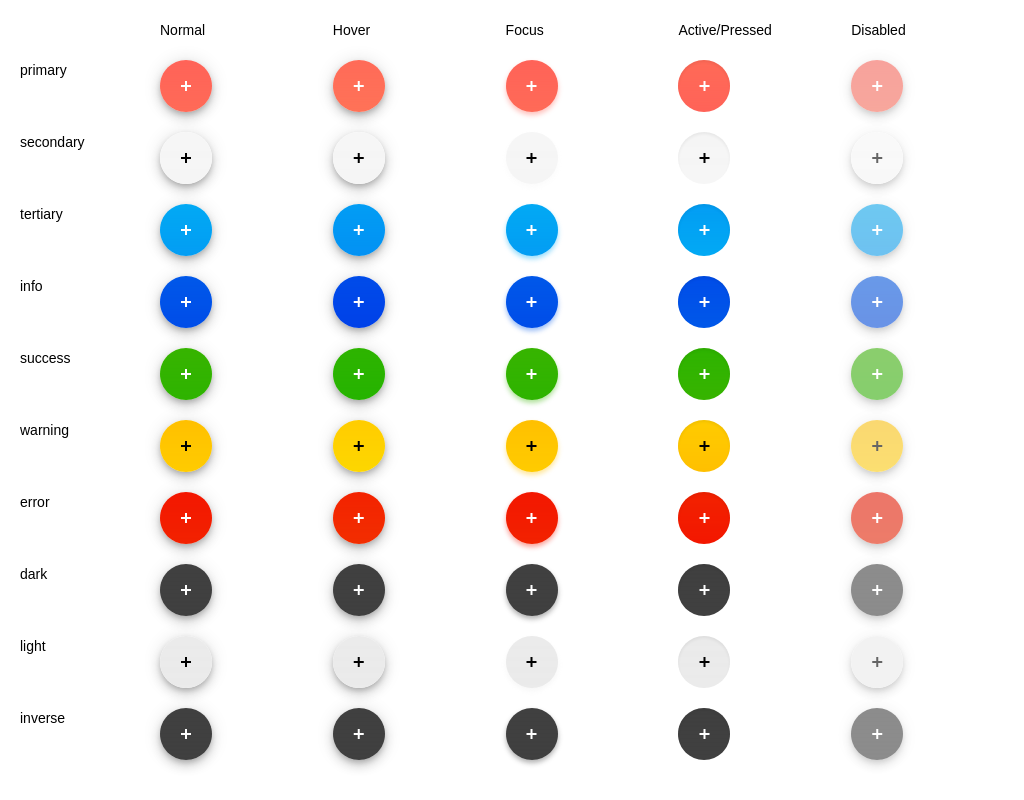 Normal Hover Focus Active/Pressed Disabled
primary + + + + +
secondary + + + + +
tertiary + + + + +
info + + + + +
success + + + + +
warning + + + + +
error + + + + +
dark + + + + +
light + + + + +
inverse + + + + +